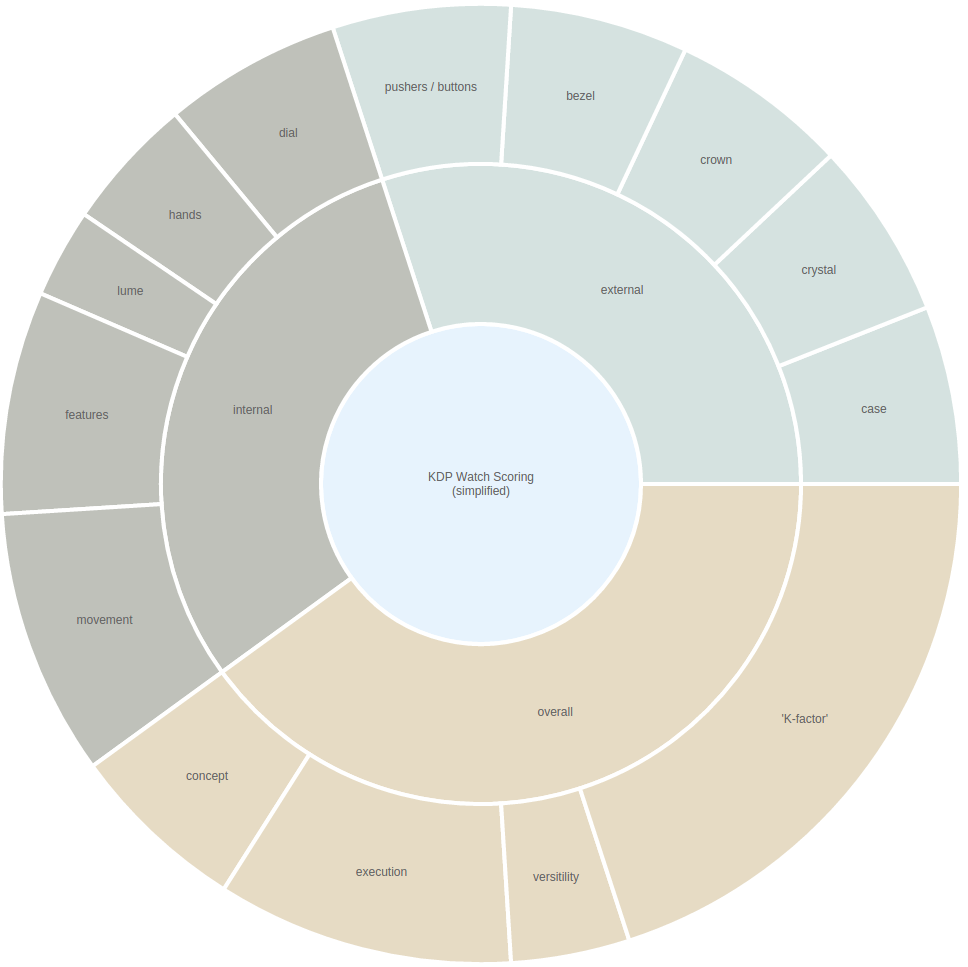 pushers / buttons
bezel
dial
crown
hands
crystal
lume
external
case
features
internal
KDP Watch Scoring
(simplified)
movement
overall
'K-factor'
concept
execution
versitility